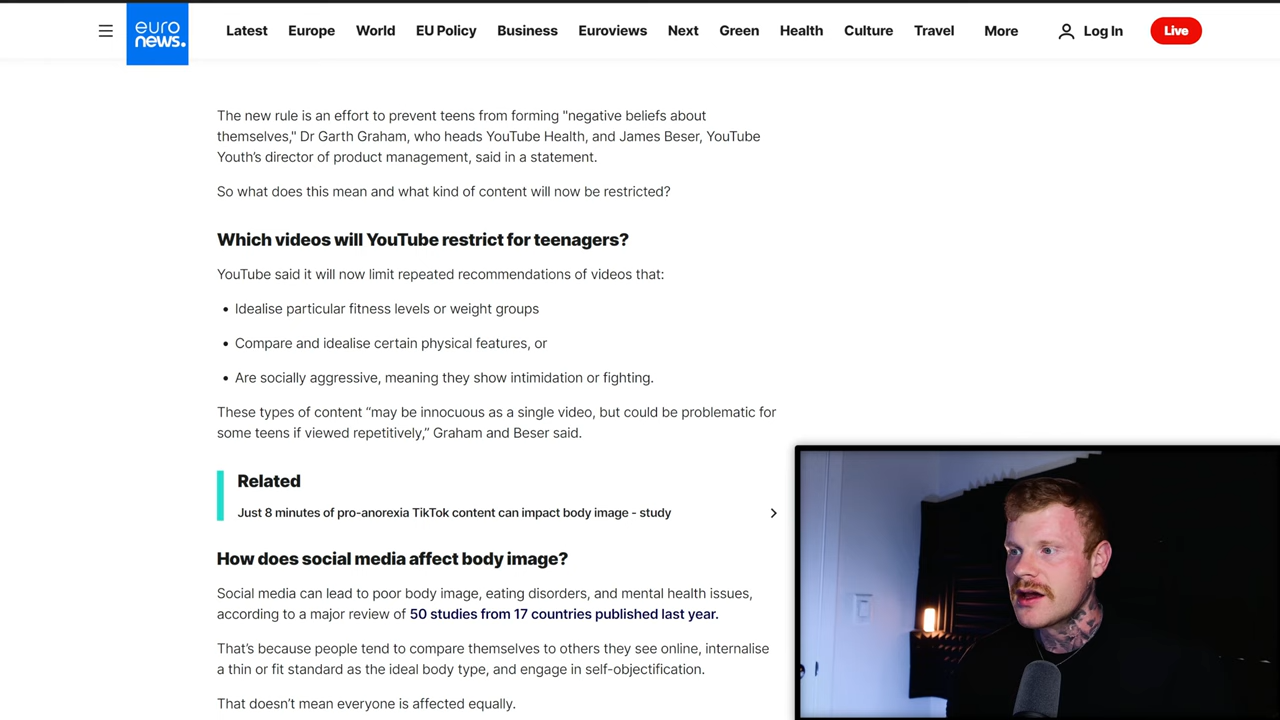 euro
news.
Latest Europe World EU Policy Business Euroviews Next Green Health Culture Travel More Log In Live
The new rule is an effort to prevent teens from forming "negative beliefs about
themselves," Dr Garth Graham, who heads YouTube Health, and James Beser, YouTube
Youth’s director of product management, said in a statement.
So what does this mean and what kind of content will now be restricted?
Which videos will YouTube restrict for teenagers?
YouTube said it will now limit repeated recommendations of videos that:
• Idealise particular fitness levels or weight groups
• Compare and idealise certain physical features, or
• Are socially aggressive, meaning they show intimidation or fighting.
These types of content “may be innocuous as a single video, but could be problematic for
some teens if viewed repetitively,” Graham and Beser said.
Related
Just 8 minutes of pro-anorexia TikTok content can impact body image - study
How does social media affect body image?
Social media can lead to poor body image, eating disorders, and mental health issues,
according to a major review of 50 studies from 17 countries published last year.
That’s because people tend to compare themselves to others they see online, internalise
a thin or fit standard as the ideal body type, and engage in self-objectification.
That doesn’t mean everyone is affected equally.